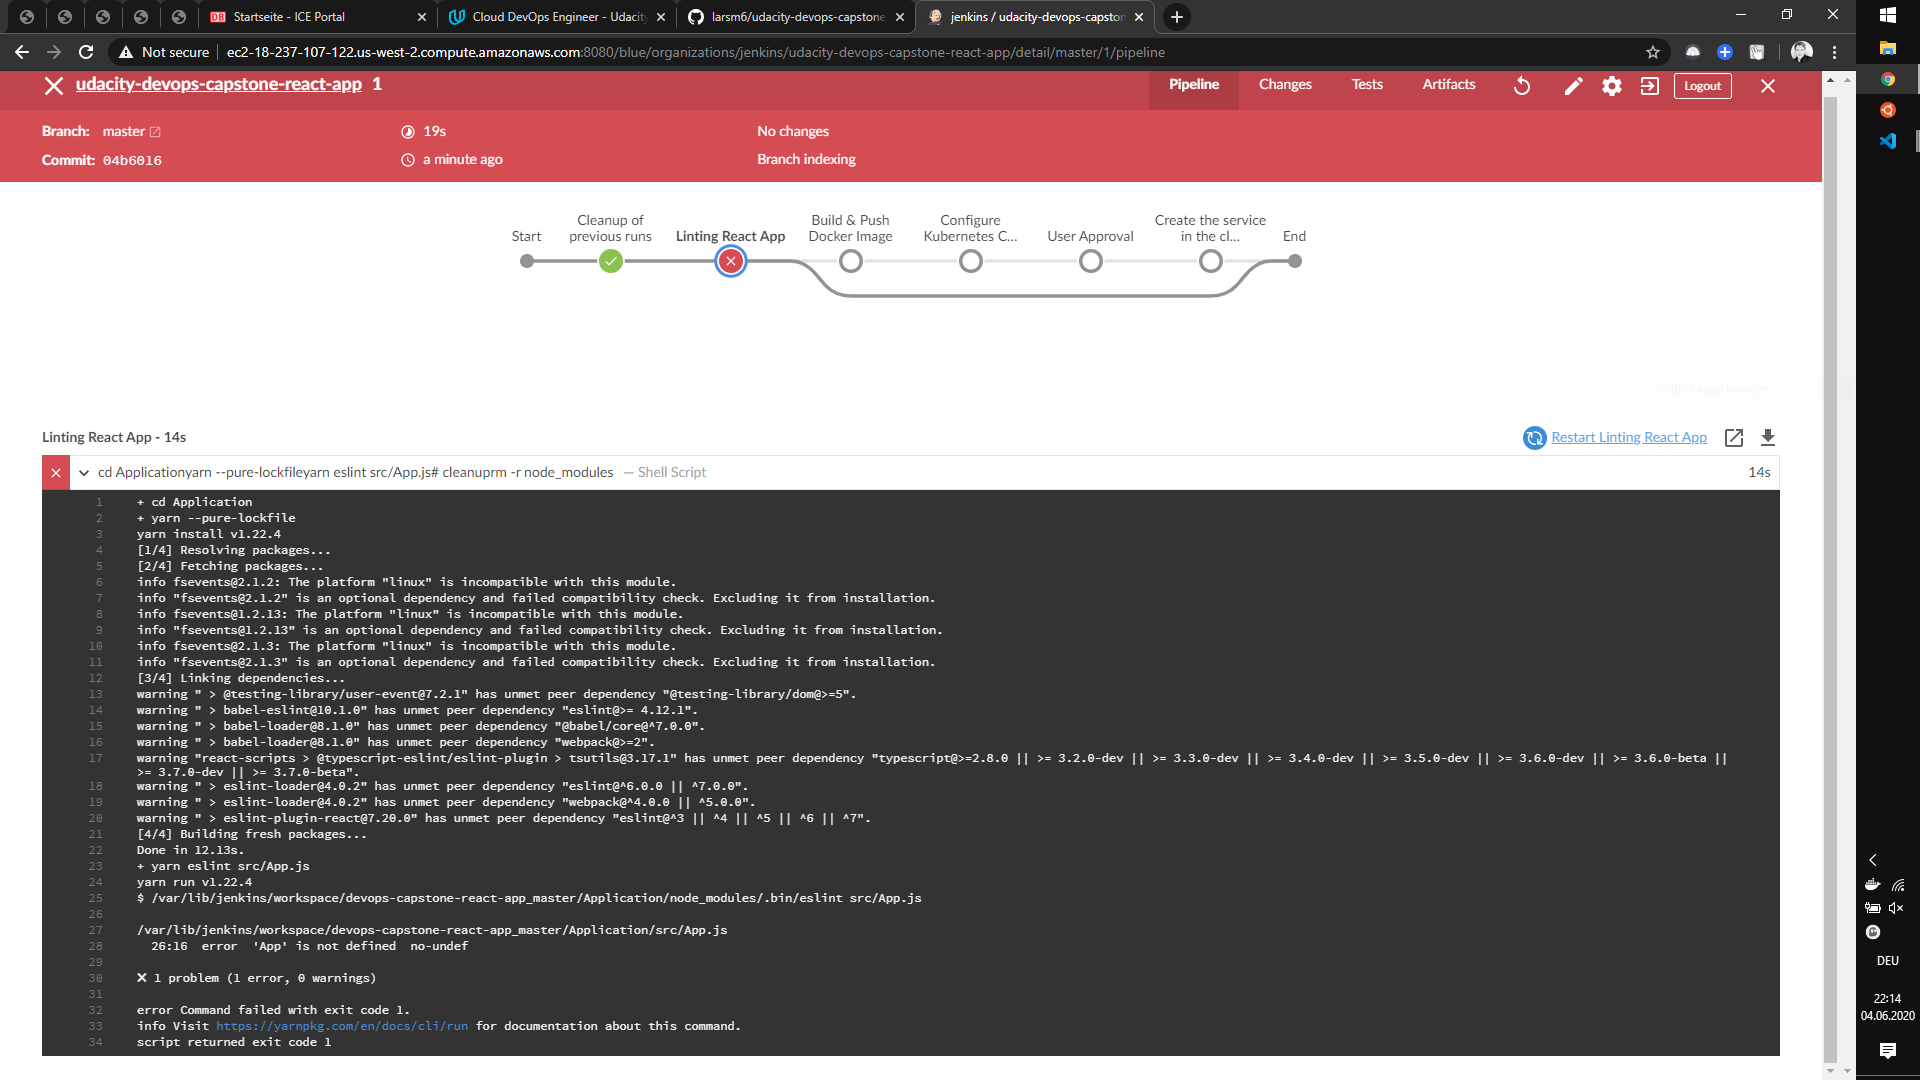 Startseite - ICE Portal
Cloud DevOps Engineer - Udacity
larsm6/udacity-devops-capstone
jenkins / udacity-devops-capston
Not secure
ec2-18-237-107-122.us-west-2.compute.amazonaws.com:8080/blue/organizations/jenkins/udacity-devops-capstone-react-app/detail/master/1/pipeline
udacity-devops-capstone-react-app 1
Pipeline
Changes
Tests
Artifacts
Logout
Branch: master
19s
No changes
Commit: 04b6016
a minute ago
Branch indexing
Start
Cleanup of
previous runs
Linting React App
Build & Push
Docker Image
Configure
Kubernetes C...
User Approval
Create the service
in the cl...
End
Linting React App - 14s
Restart Linting React App
cd Applicationyarn --pure-lockfileyarn eslint src/App.js# cleanuprm -r node_modules — Shell Script
14s
1 + cd Application
2 + yarn --pure-lockfile
3 yarn install v1.22.4
4 [1/4] Resolving packages...
5 [2/4] Fetching packages...
6 info fsevents@2.1.2: The platform "linux" is incompatible with this module.
7 info "fsevents@2.1.2" is an optional dependency and failed compatibility check. Excluding it from installation.
8 info fsevents@1.2.13: The platform "linux" is incompatible with this module.
9 info "fsevents@1.2.13" is an optional dependency and failed compatibility check. Excluding it from installation.
10 info fsevents@2.1.3: The platform "linux" is incompatible with this module.
11 info "fsevents@2.1.3" is an optional dependency and failed compatibility check. Excluding it from installation.
12 [3/4] Linking dependencies...
13 warning " > @testing-library/user-event@7.2.1" has unmet peer dependency "@testing-library/dom@>=5".
14 warning " > babel-eslint@10.1.0" has unmet peer dependency "eslint@>= 4.12.1".
15 warning " > babel-loader@8.1.0" has unmet peer dependency "@babel/core@^7.0.0".
16 warning " > babel-loader@8.1.0" has unmet peer dependency "webpack@>=2".
17 warning "react-scripts > @typescript-eslint/eslint-plugin > tsutils@3.17.1" has unmet peer dependency "typescript@>=2.8.0 || >= 3.2.0-dev || >= 3.3.0-dev || >= 3.4.0-dev || >= 3.5.0-dev || >= 3.6.0-dev || >= 3.6.0-beta ||
>= 3.7.0-dev || >= 3.7.0-beta".
18 warning " > eslint-loader@4.0.2" has unmet peer dependency "eslint@^6.0.0 || ^7.0.0".
19 warning " > eslint-loader@4.0.2" has unmet peer dependency "webpack@^4.0.0 || ^5.0.0".
20 warning " > eslint-plugin-react@7.20.0" has unmet peer dependency "eslint@^3 || ^4 || ^5 || ^6 || ^7".
21 [4/4] Building fresh packages...
22 Done in 12.13s.
23 + yarn eslint src/App.js
24 yarn run v1.22.4
25 $ /var/lib/jenkins/workspace/devops-capstone-react-app_master/Application/node_modules/.bin/eslint src/App.js
26
27 /var/lib/jenkins/workspace/devops-capstone-react-app_master/Application/src/App.js
28 26:16 error 'App' is not defined no-undef
29
30 ✖ 1 problem (1 error, 0 warnings)
31
32 error Command failed with exit code 1.
33 info Visit https://yarnpkg.com/en/docs/cli/run for documentation about this command.
34 script returned exit code 1
DEU
22:14
04.06.2020